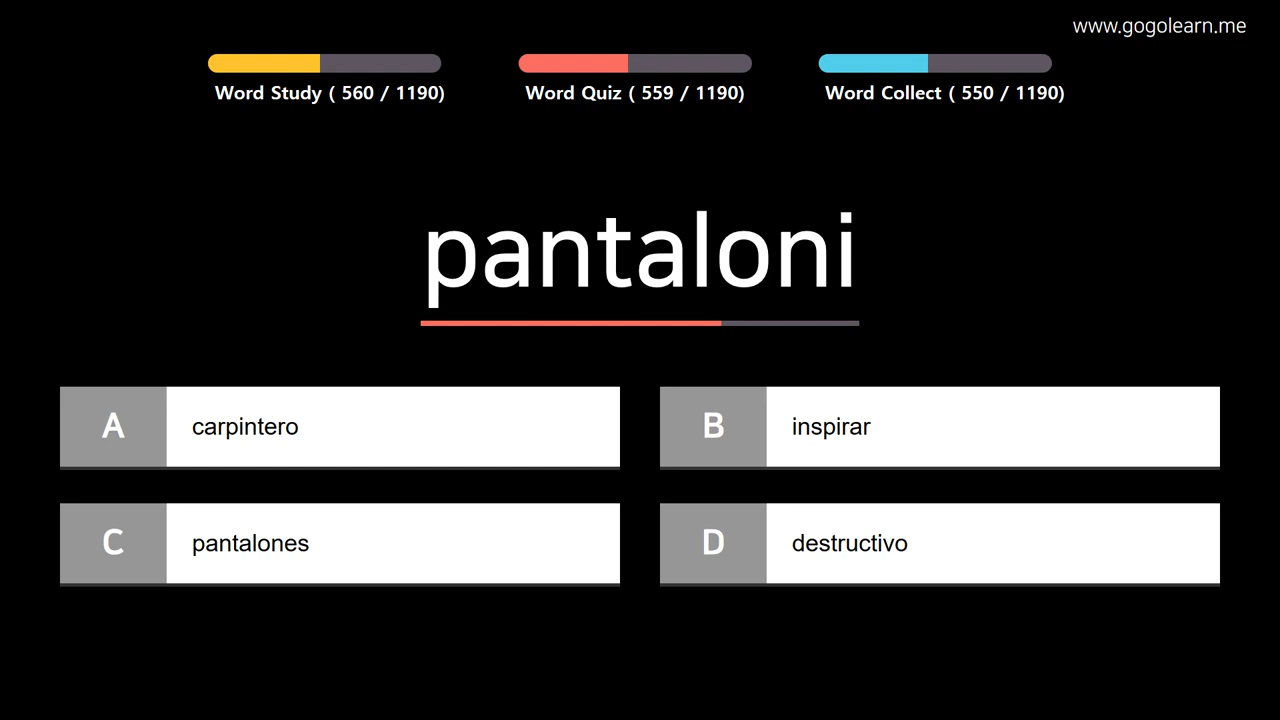 www.gogolearn.me
Word Study ( 560 / 1190)
Word Quiz ( 559 / 1190)
Word Collect ( 550 / 1190)
pantaloni
A carpintero
B inspirar
C pantalones
D destructivo